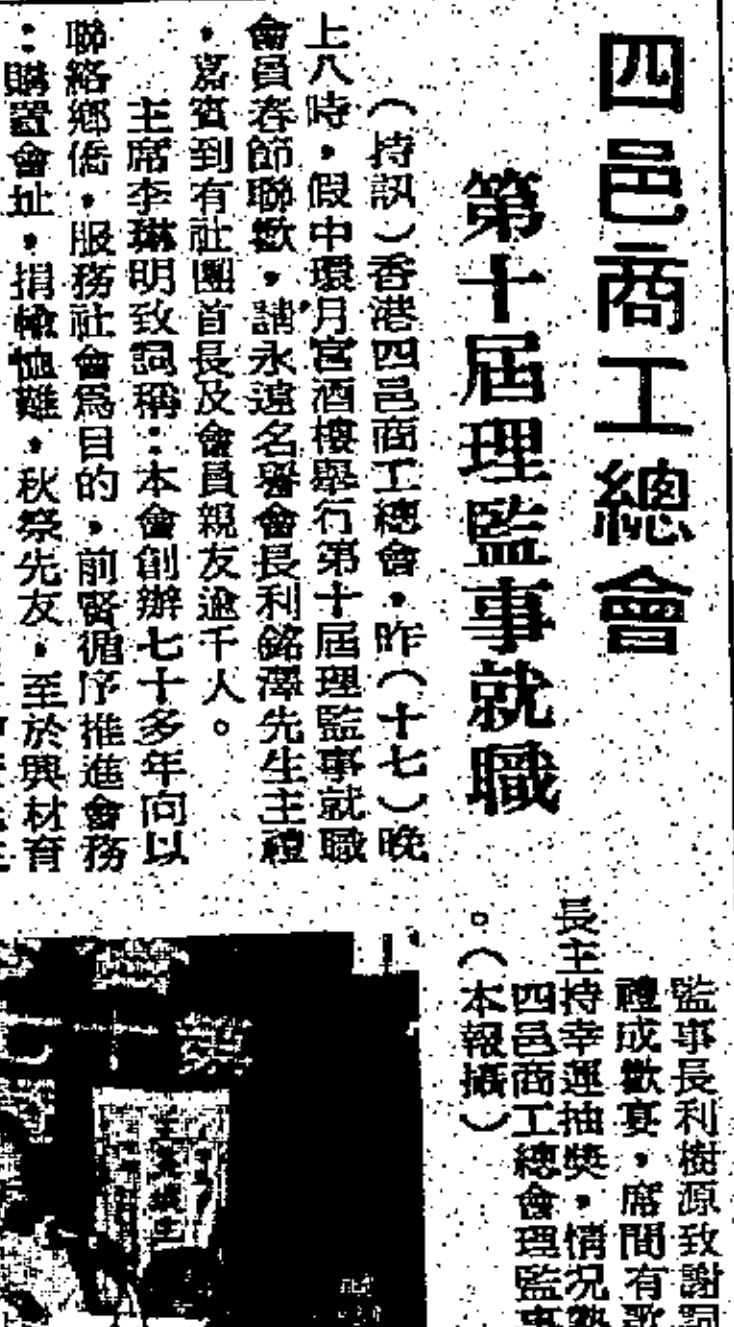 四邑商工總會
第十屆理監事就職
（持訊）香港四邑商工總會，昨（十七）晚
上八時，假中環月宮酒樓舉行第十屆理監事就職
會員春節聯歡，請永遠名譽會長利銘澤先生主禮
，嘉賓到有社團首長及會員親友逾千人。
主席李琳明致詞稱：本會創辦七十多年向以
聯絡鄉僑，服務社會爲目的，前賢循序推進會務
：購置會址，捐輸恤難，秋祭先友，至於興材育
監事長利樹源致謝詞
禮成歡宴，席間有歌
長主持幸運抽獎，情況熱
四邑商工總會理監事
。（本報攝）